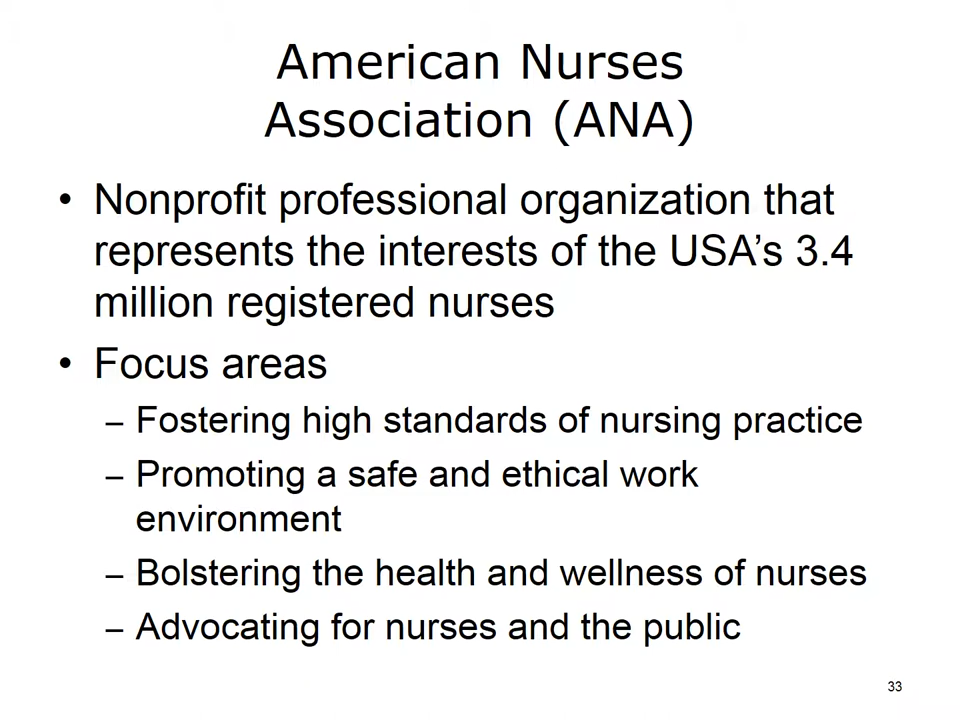 American Nurses
Association (ANA)
• Nonprofit professional organization that
represents the interests of the USA’s 3.4
million registered nurses
• Focus areas
– Fostering high standards of nursing practice
– Promoting a safe and ethical work
environment
– Bolstering the health and wellness of nurses
– Advocating for nurses and the public
33